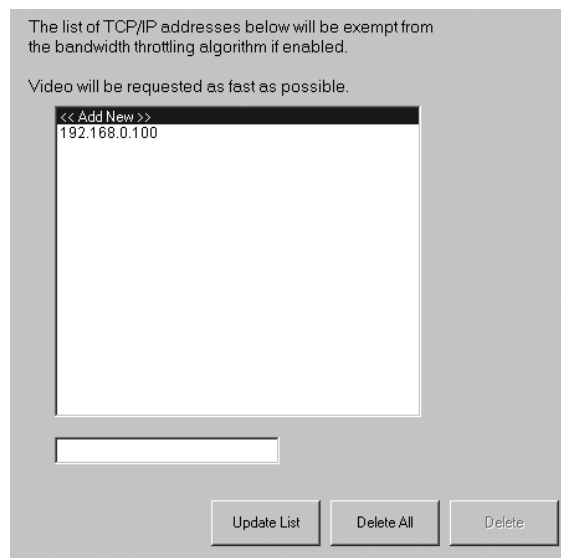 The list of TCP/IP addresses below will be exempt from
the bandwidth throttling algorithm if enabled.
Video will be requested as fast as possible.
<< Add New >>
192.168.0.100
Update List
Delete All
Delete